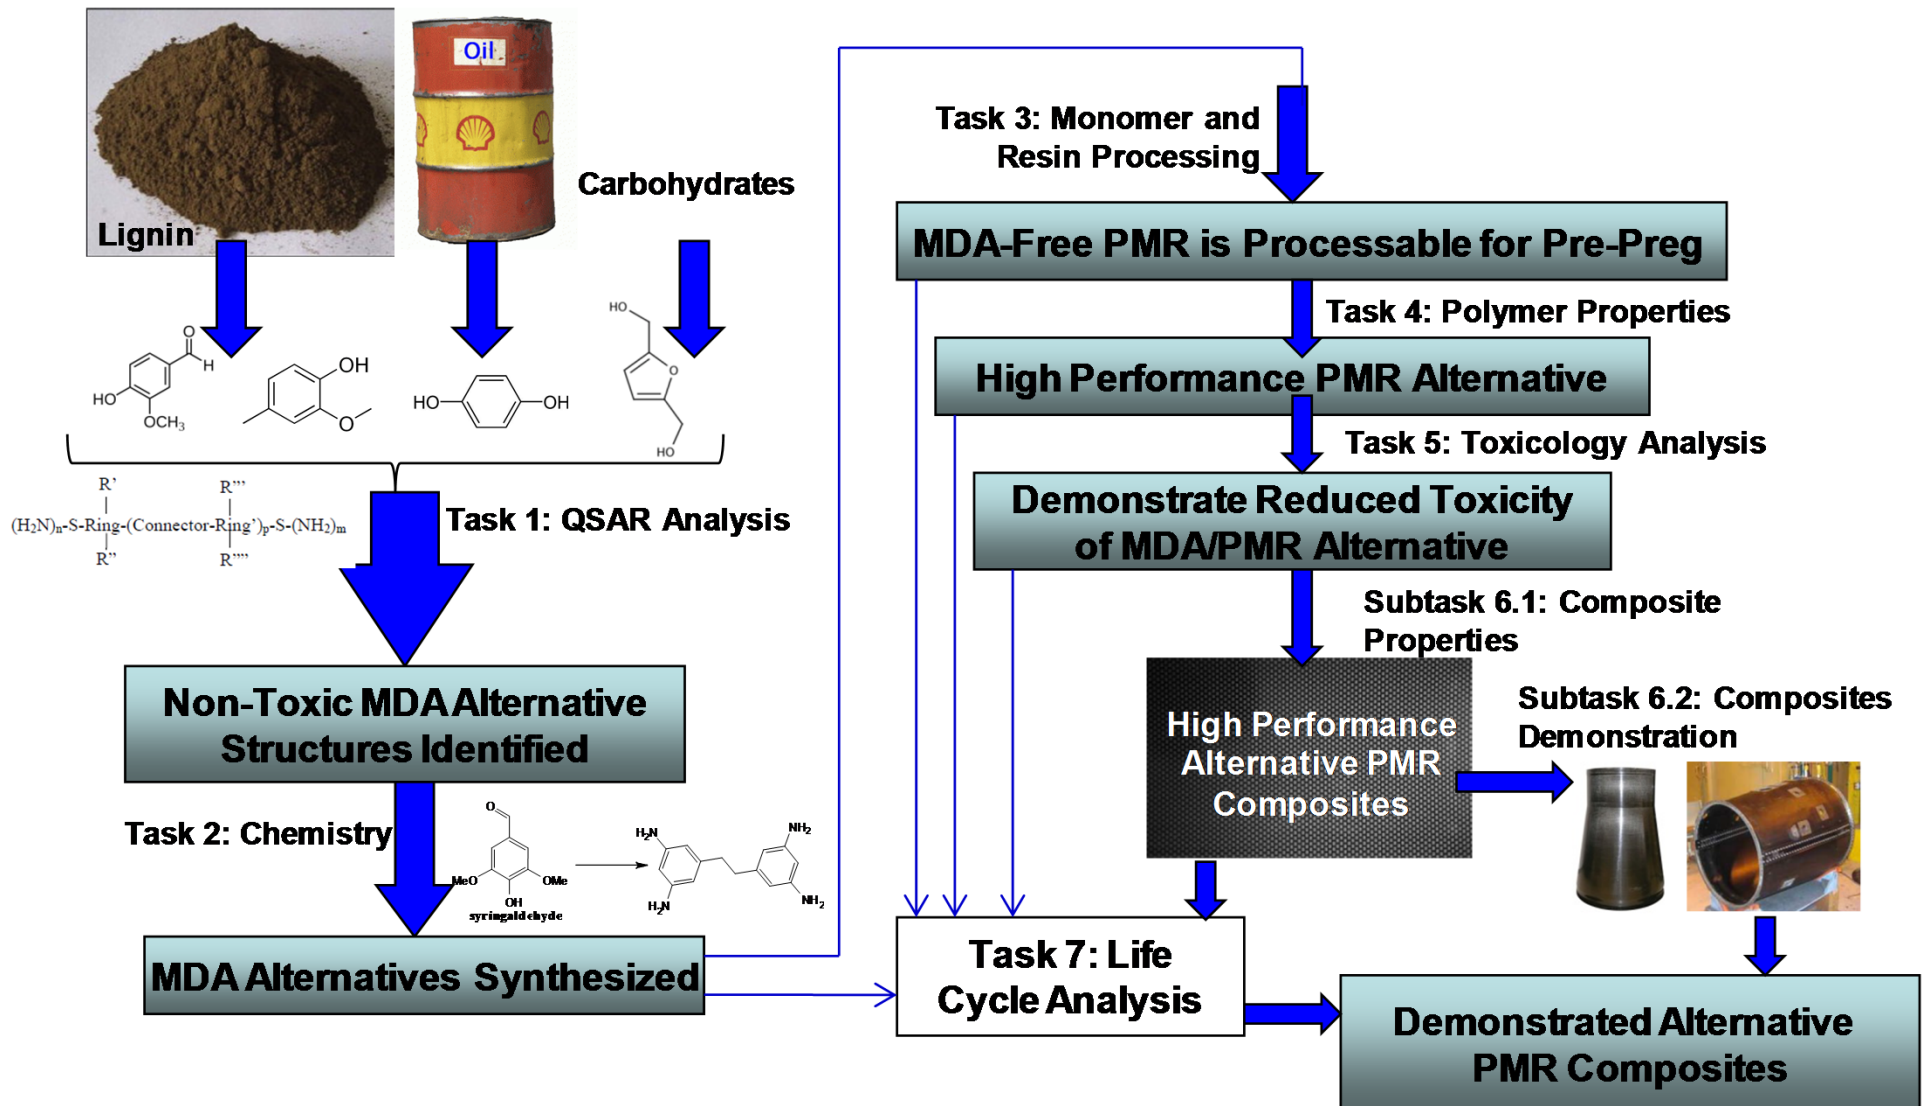 Oil
Lignin
Carbohydrates
O
H
HO
OCH3
OH
O
HO
OH
HO
O
HO
R' R'''
(H2N)n-S-Ring-(Connector-Ring')p-S-(NH2)m
R'' R''''
Task 1: QSAR Analysis
Non-Toxic MDA Alternative
Structures Identified
Task 2: Chemistry
O
MeO
OMe
OH
syringaldehyde
H2N
NH2
H2N
NH2
MDA Alternatives Synthesized
Task 3: Monomer and
Resin Processing
MDA-Free PMR is Processable for Pre-Preg
Task 4: Polymer Properties
High Performance PMR Alternative
Task 5: Toxicology Analysis
Demonstrate Reduced Toxicity
of MDA/PMR Alternative
Subtask 6.1: Composite
Properties
High Performance
Alternative PMR
Composites
Subtask 6.2: Composites
Demonstration
Task 7: Life
Cycle Analysis
Demonstrated Alternative
PMR Composites